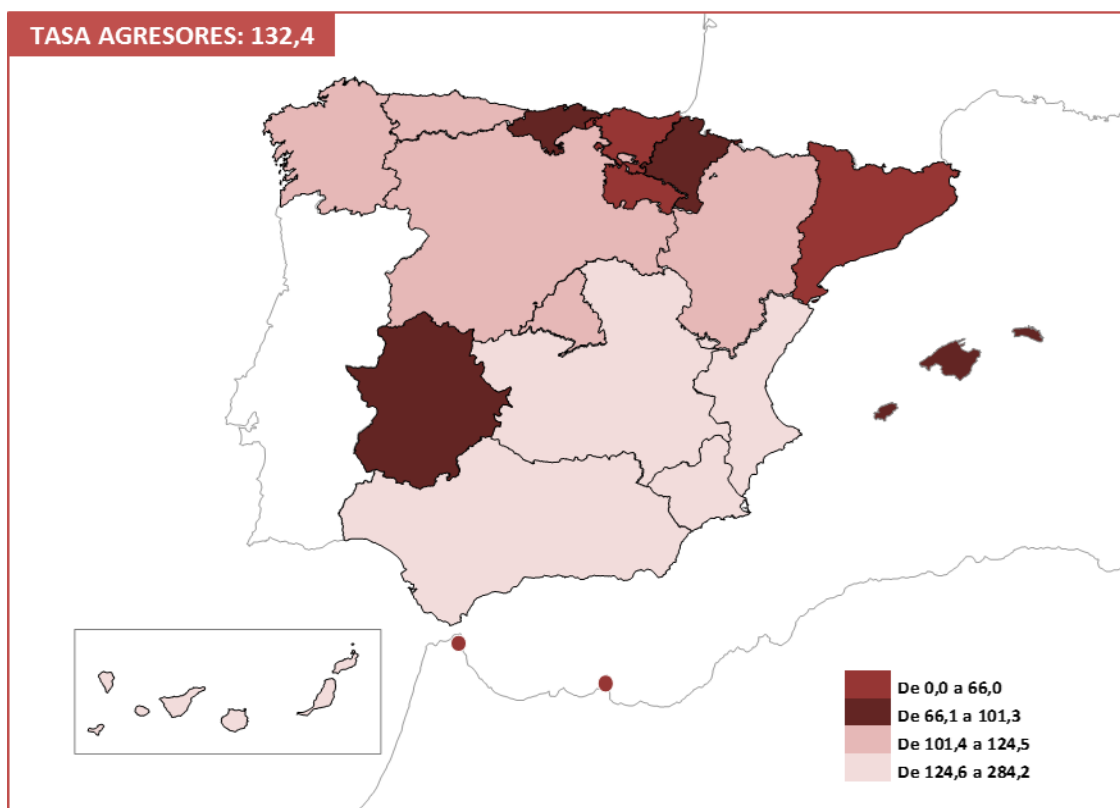 TASA AGRESORES: 132,4
De 0,0 a 66,0
De 66,1 a 101,3
De 101,4 a 124,5
De 124,6 a 284,2